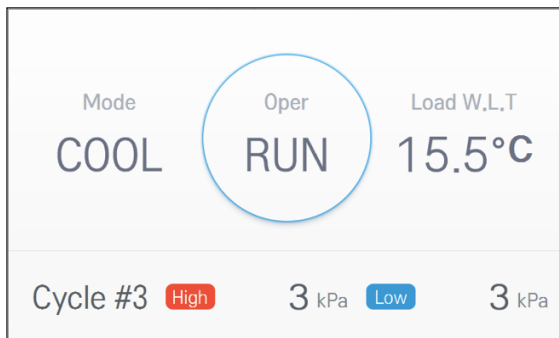 Mode Oper Load W.L.T
COOL RUN 15.5°C
Cycle #3 High 3 kPa Low 3 kPa